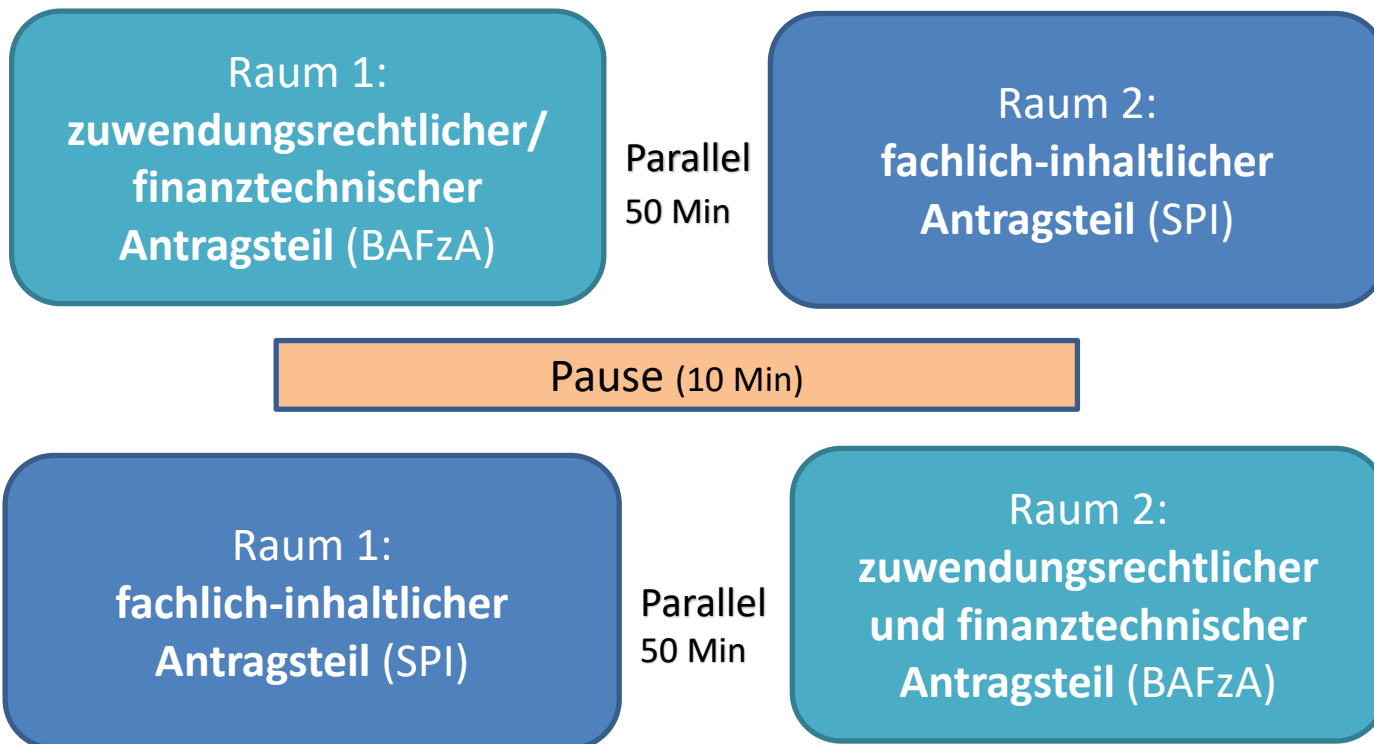 Raum 1:
zuwendungsrechtlicher/
finanztechnischer
Antragsteil (BAFzA)
Parallel
50 Min
Raum 2:
fachlich-inhaltlicher
Antragsteil (SPI)
Pause (10 Min)
Raum 1:
fachlich-inhaltlicher
Antragsteil (SPI)
Parallel
50 Min
Raum 2:
zuwendungsrechtlicher
und finanztechnischer
Antragsteil (BAFzA)